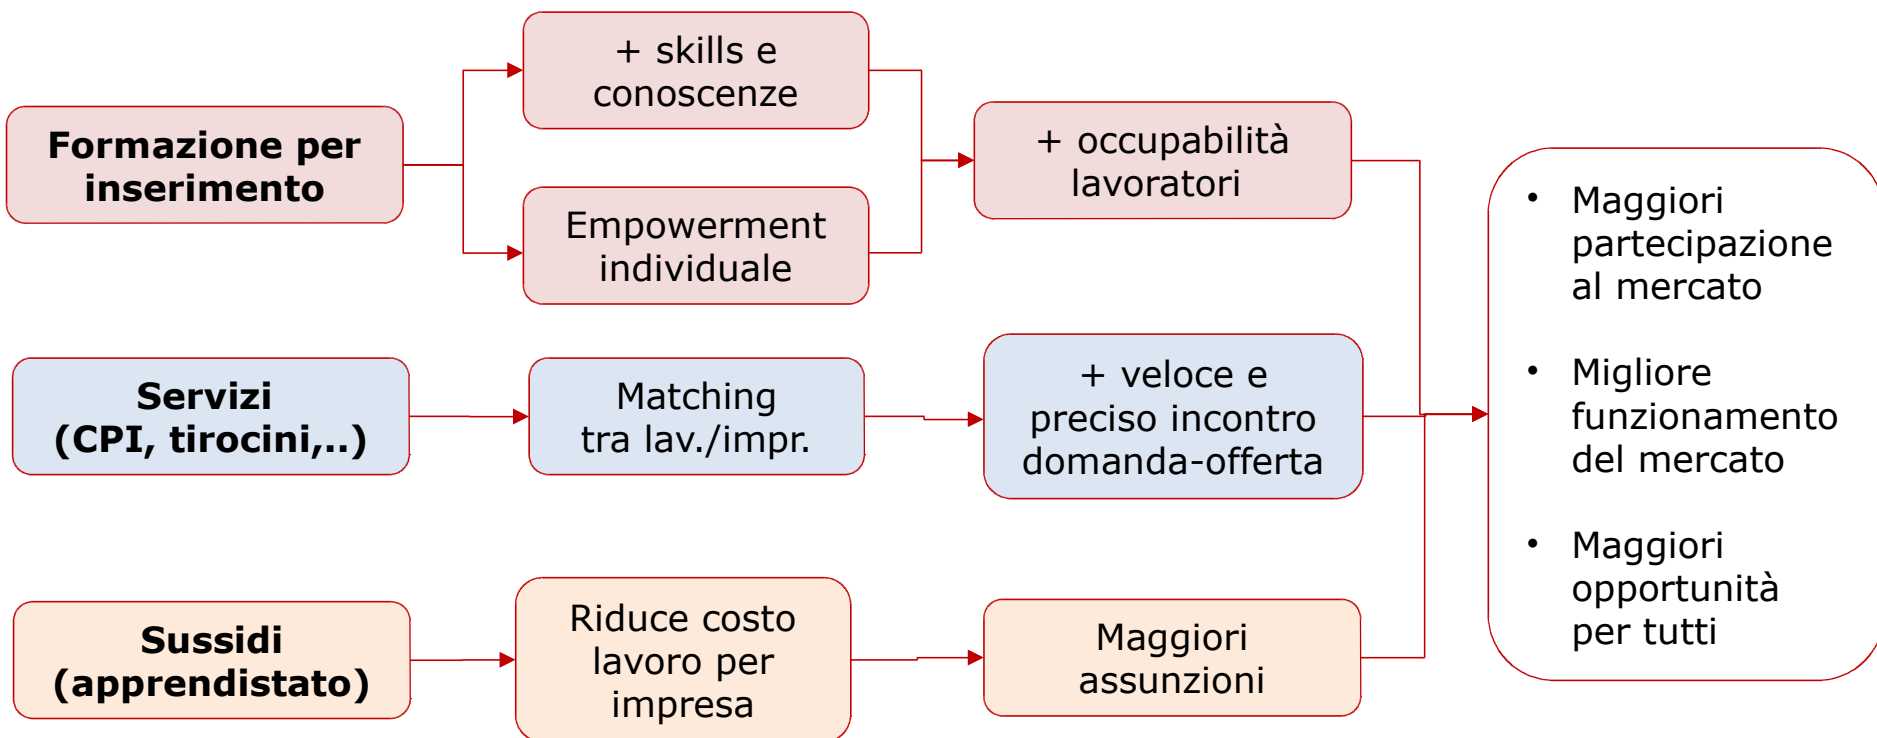 Formazione per
inserimento
+ skills e
conoscenze
Empowerment
individuale
+ occupabilità
lavoratori
Servizi
(CPI, tirocini,..)
Matching
tra lav./impr.
+ veloce e
preciso incontro
domanda-offerta
Sussidi
(apprendistato)
Riduce costo
lavoro per
impresa
Maggiori
assunzioni
• Maggiori
partecipazione
al mercato
• Migliore
funzionamento
del mercato
• Maggiori
opportunità
per tutti